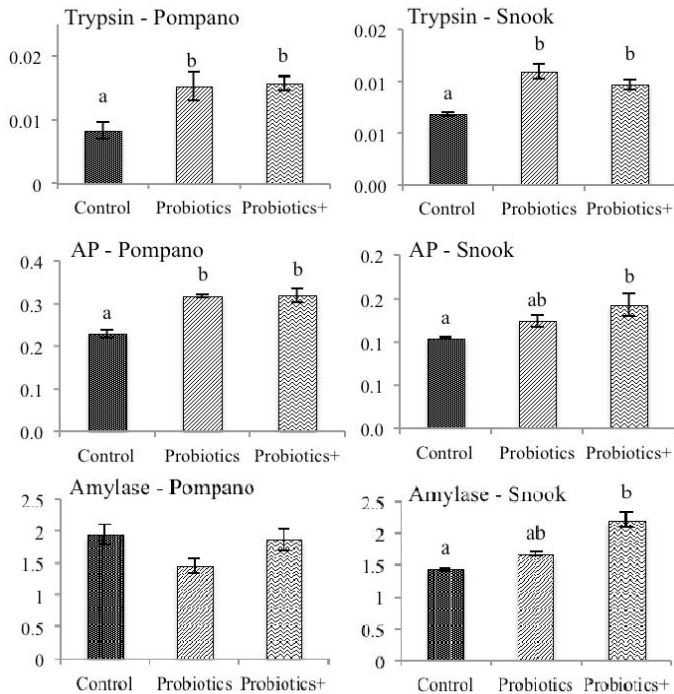 Trypsin - Pompano
0.02
b
b
a
0.01
0
Control Probiotics Probiotics+
Trypsin - Snook
b
b
0.01
a
0.01
0.00
Control Probiotics Probiotics+
AP - Pompano
0.4
b
b
0.3
a
0.2
0.1
0.0
Control Probiotics Probiotics+
AP - Snook
0.2
b
0.2
ab
a
0.1
0.1
0.0
Control Probiotics Probiotics+
Amylase - Pompano
2.5
2
1.5
1
0.5
0
Control Probiotics Probiotics+
Amylase - Snook
2.5
b
2
ab
a
1.5
1
0.5
0
Control Probiotics Probiotics+